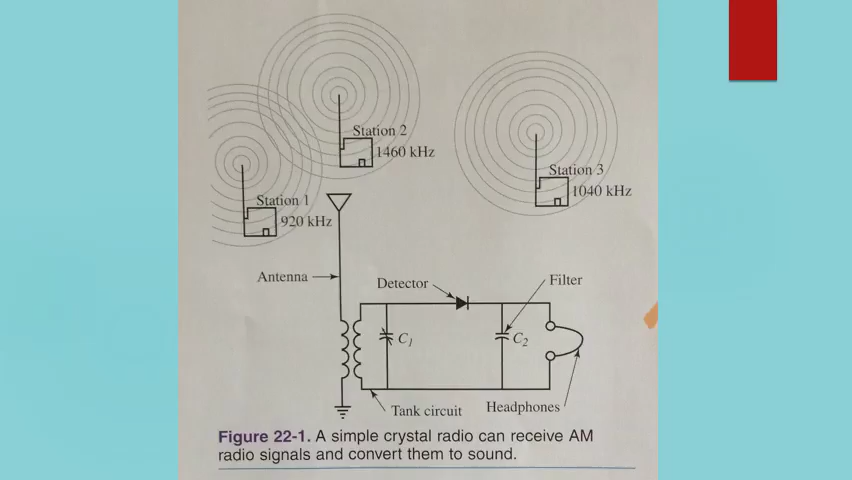 Station 2
1460 kHz
Station 3
1040 kHz
Station 1
920 kHz
Antenna
Detector
Filter
C1
C2
Tank circuit
Headphones
Figure 22-1. A simple crystal radio can receive AM
radio signals and convert them to sound.